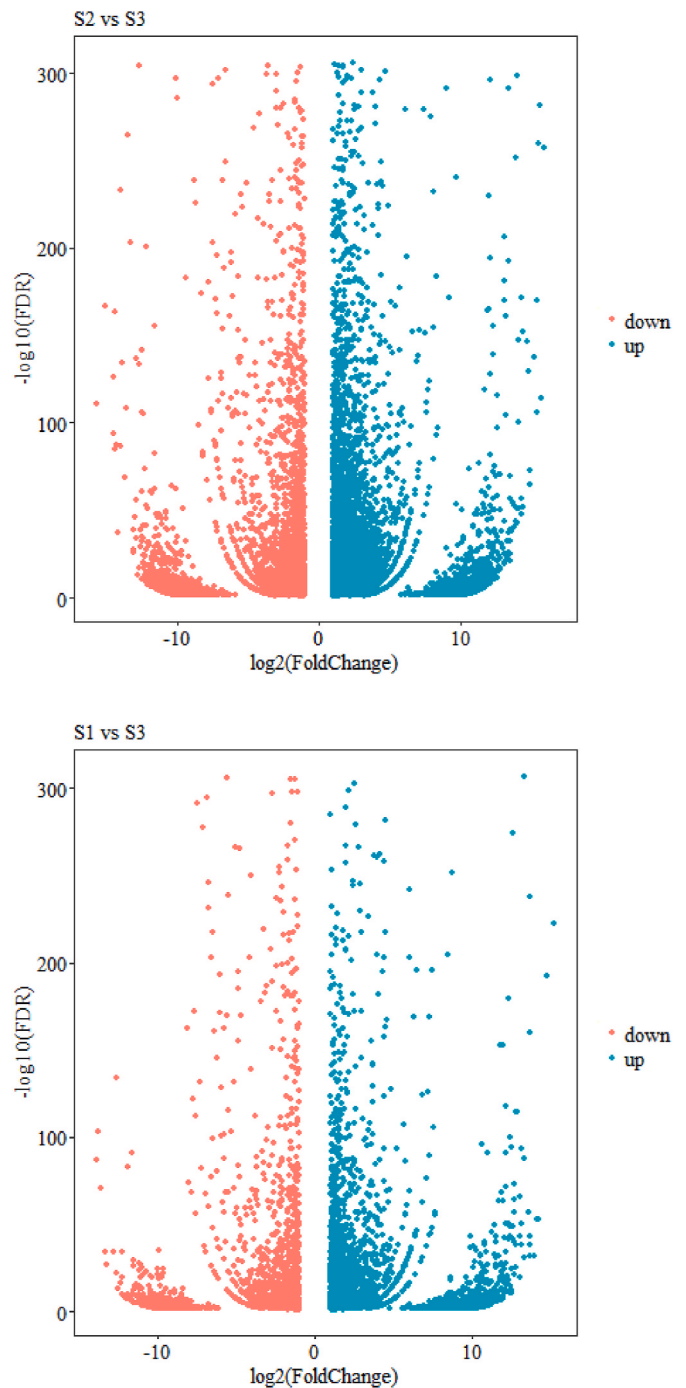 S2 vs S3
300
200
100
0
-log10(FDR)
-10 0 10
log2(FoldChange)
down
up
S1 vs S3
300
200
100
0
-log10(FDR)
-10 0 10
log2(FoldChange)
down
up